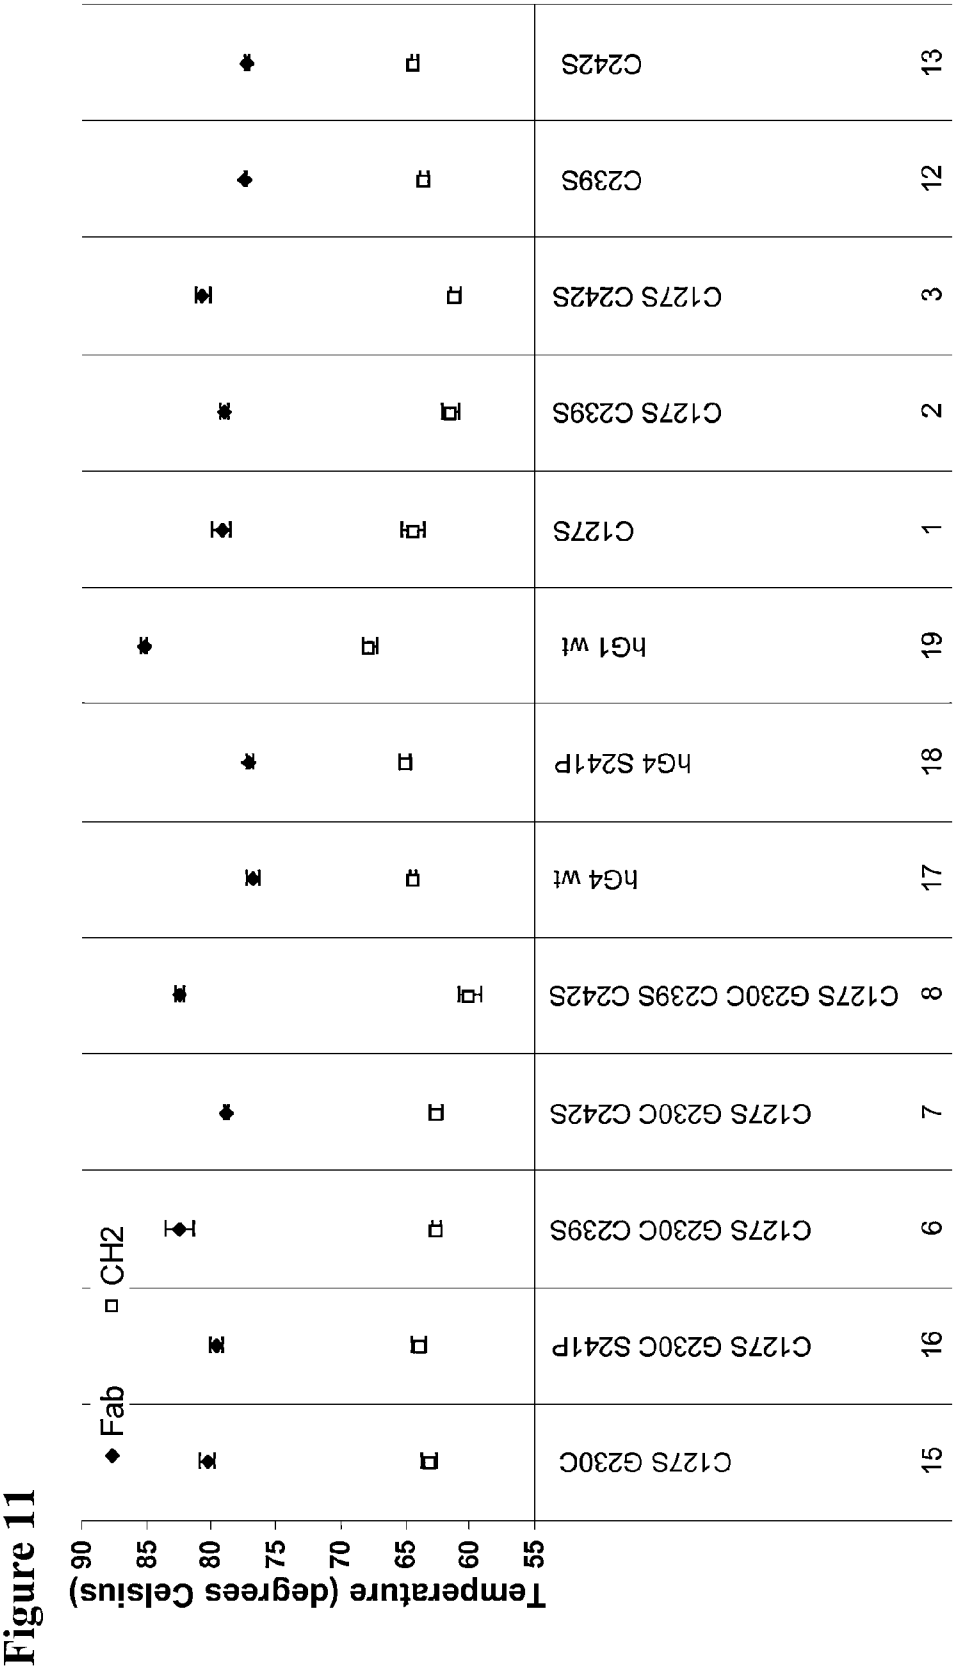 Figure 11
Temperature (degrees Celsius)
90
85
80
75
70
65
60
55
Fab
CH2
C127S G230C
C127S G230C S241P
C127S G230C C239S
C127S G230C C242S
C127S G230C C239S C242S
hG4 wt
hG4 S241P
hG1 wt
C127S
C127S C239S
C127S C242S
C239S
C242S
15
16
6
7
8
17
18
19
1
2
3
12
13